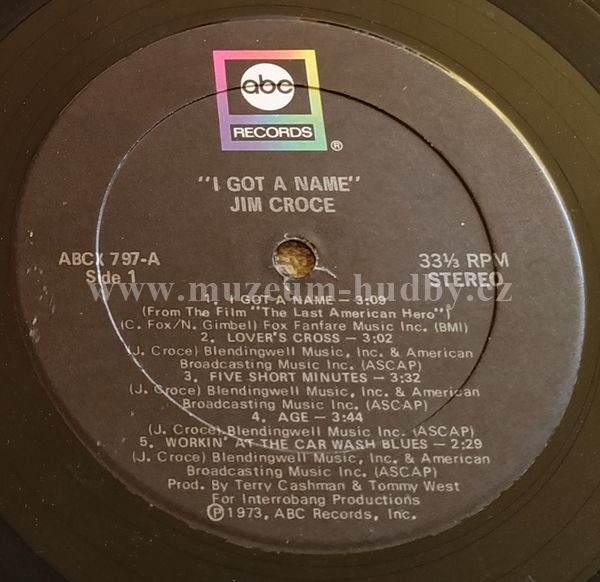 abc
RECORDS
®
"I GOT A NAME"
JIM CROCE
ABCX 797-A
Side 1
33⅓ RPM
STEREO
www.muzeum-hudby.cz
1. I GOT A NAME — 3:09
(From The Film "The Last American Hero")
(C. Fox/N. Gimbel) Fox Fanfare Music Inc. (BMI)
2. LOVER'S CROSS — 3:02
(J. Croce) Blendingwell Music, Inc. & American
Broadcasting Music Inc. (ASCAP)
3. FIVE SHORT MINUTES — 3:32
(J. Croce) Blendingwell Music, Inc. & American
Broadcasting Music Inc. (ASCAP)
4. AGE — 3:44
(J. Croce) Blendingwell Music, Inc. (ASCAP)
5. WORKIN' AT THE CAR WASH BLUES — 2:29
(J. Croce) Blendingwell Music, Inc. & American
Broadcasting Music Inc. (ASCAP)
Prod. By Terry Cashman & Tommy West
For Interrobang Productions
℗1973, ABC Records, Inc.